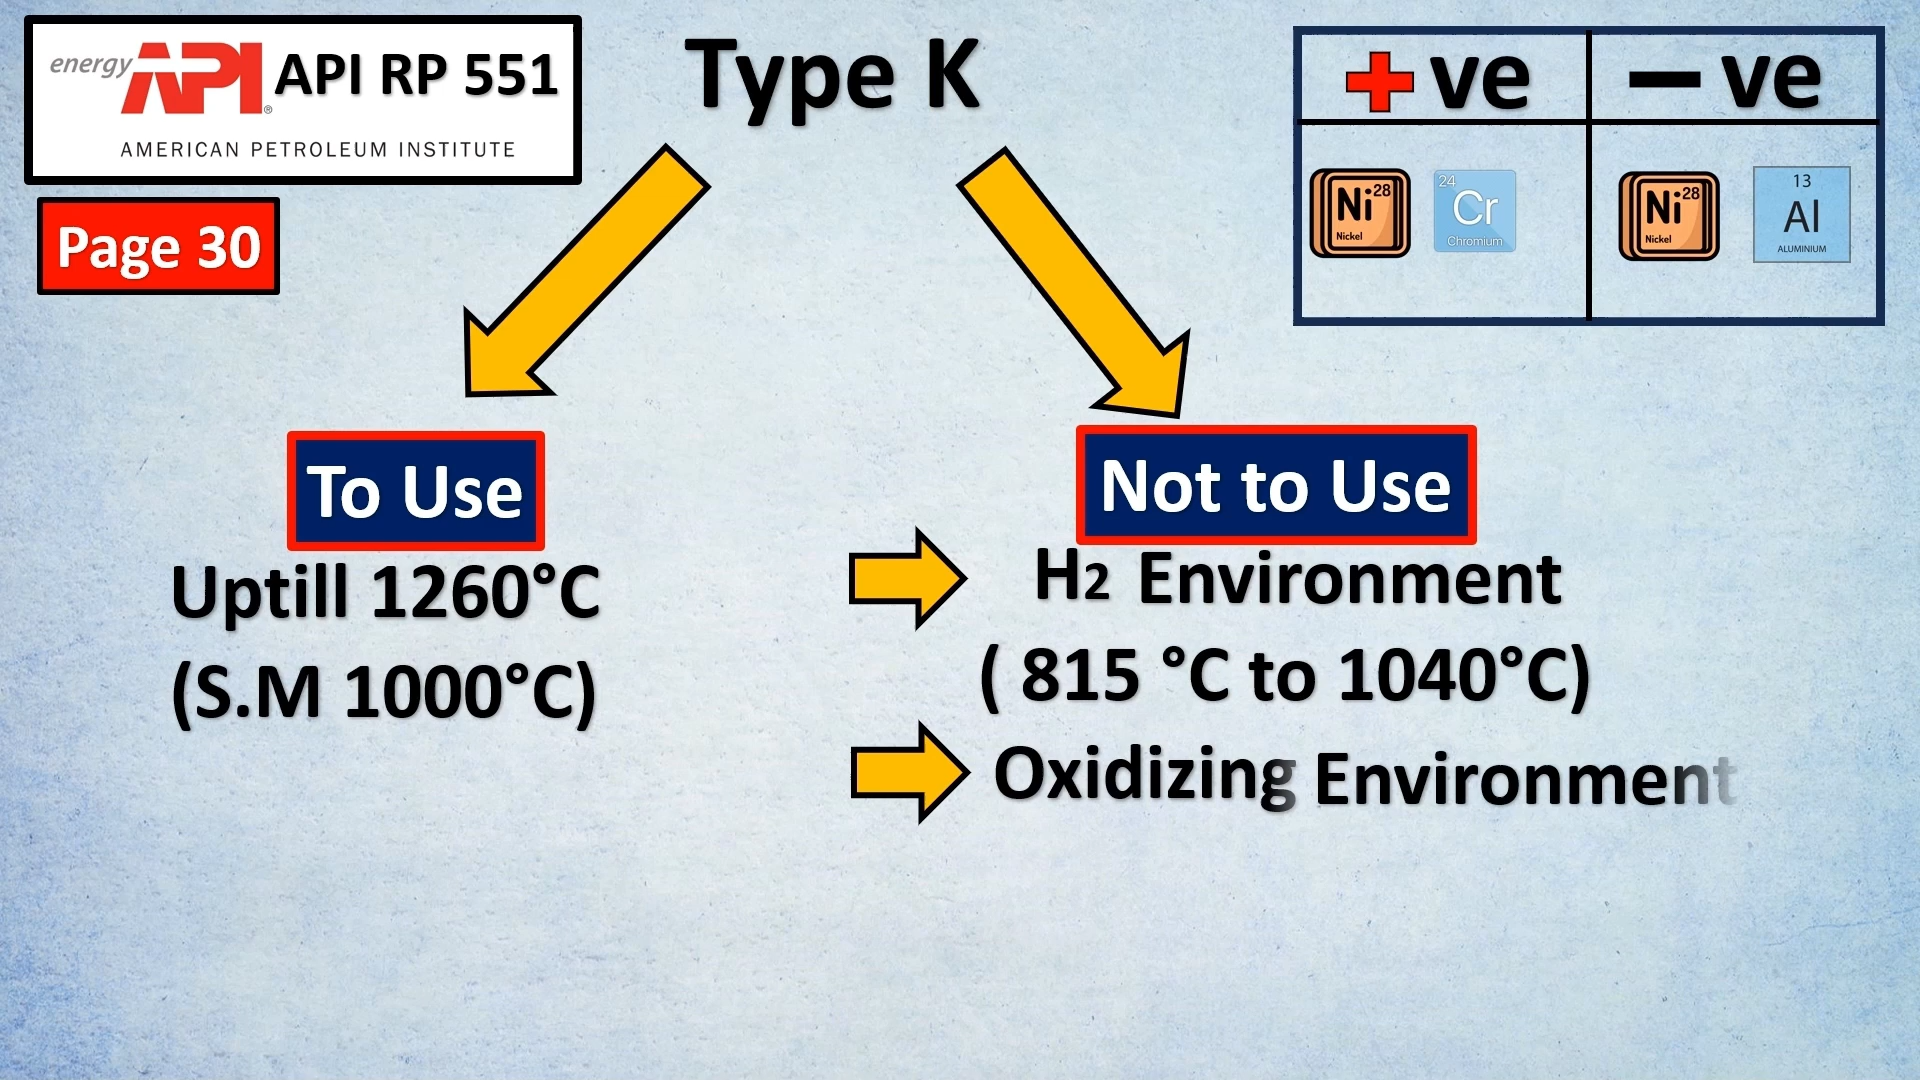 energy API® API RP 551
AMERICAN PETROLEUM INSTITUTE
Page 30
Type K
+ ve
– ve
Ni 28
Nickel
24
Cr
Chromium
Ni 28
Nickel
13
Al
ALUMINIUM
To Use
Uptill 1260°C
(S.M 1000°C)
Not to Use
H2 Environment
( 815 °C to 1040°C)
Oxidizing Environment